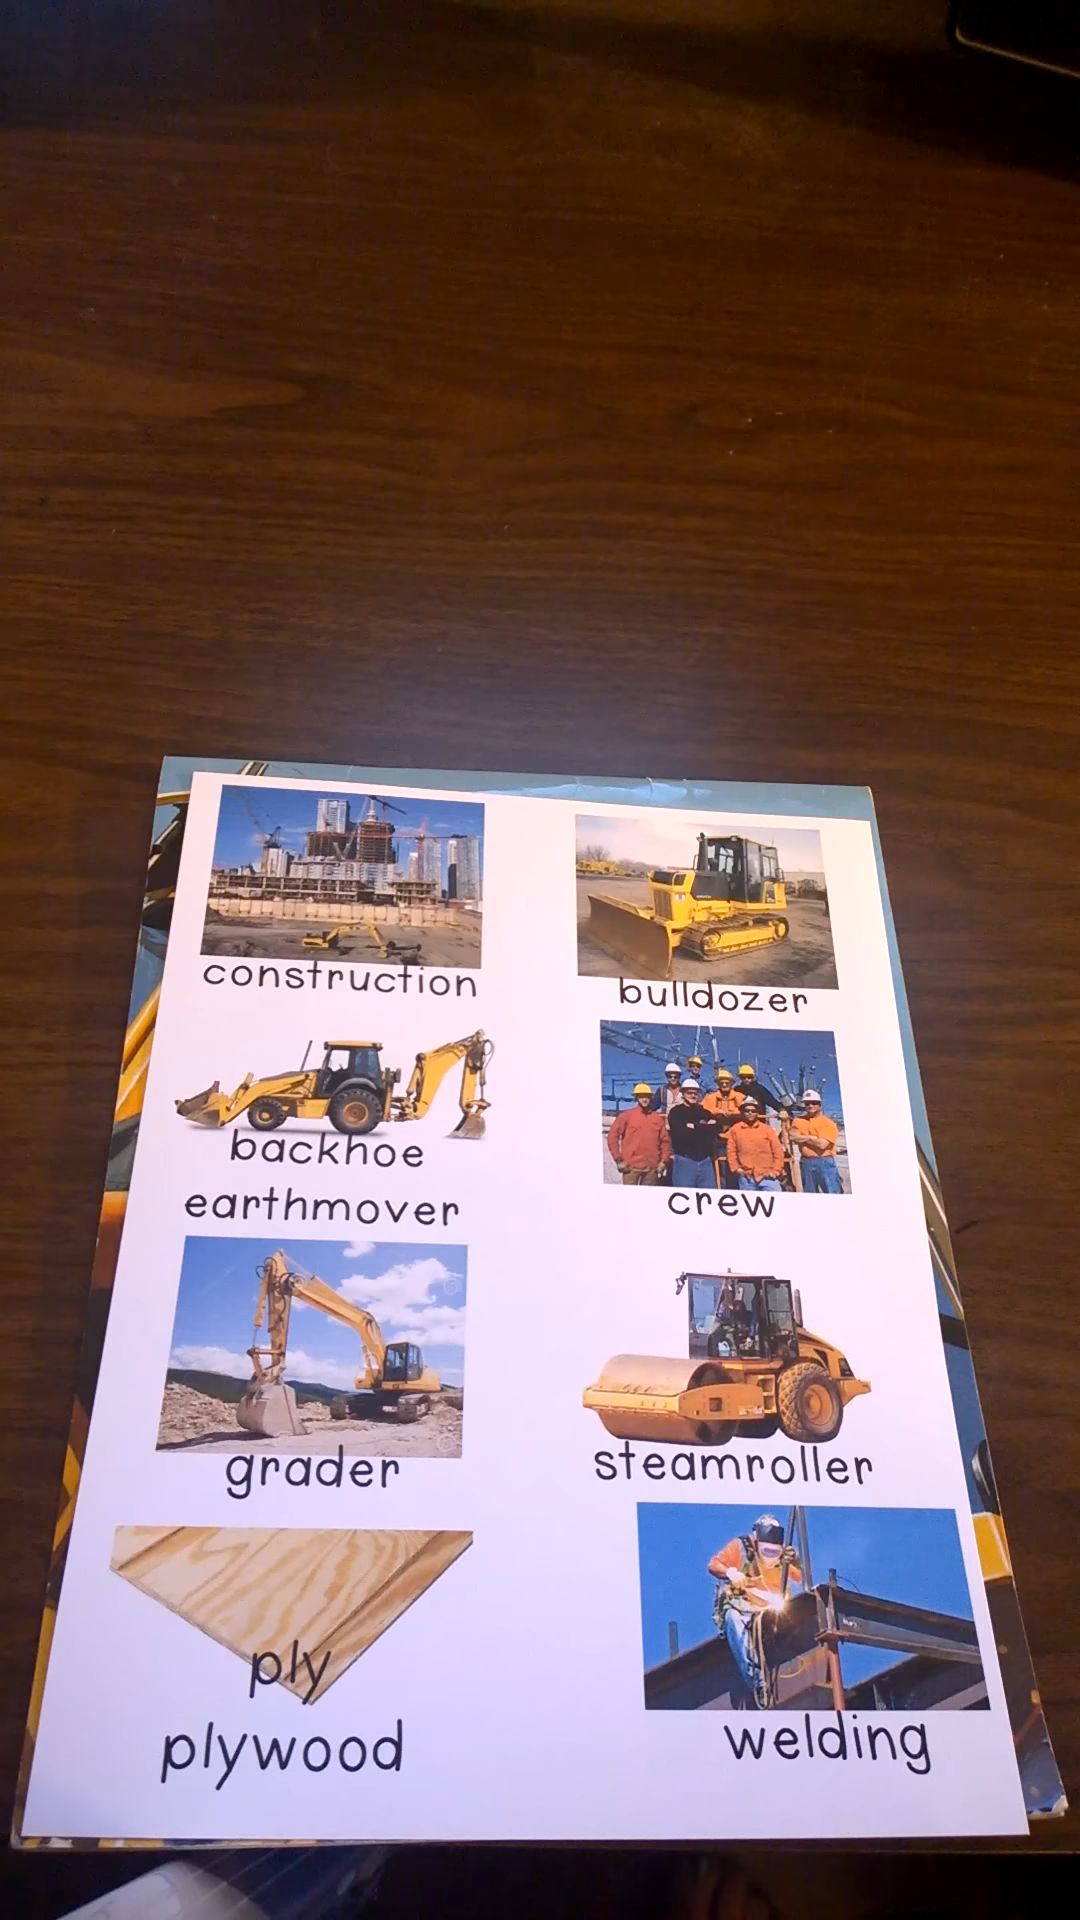 construction
bulldozer
backhoe
earthmover
crew
grader
steamroller
ply
plywood
welding